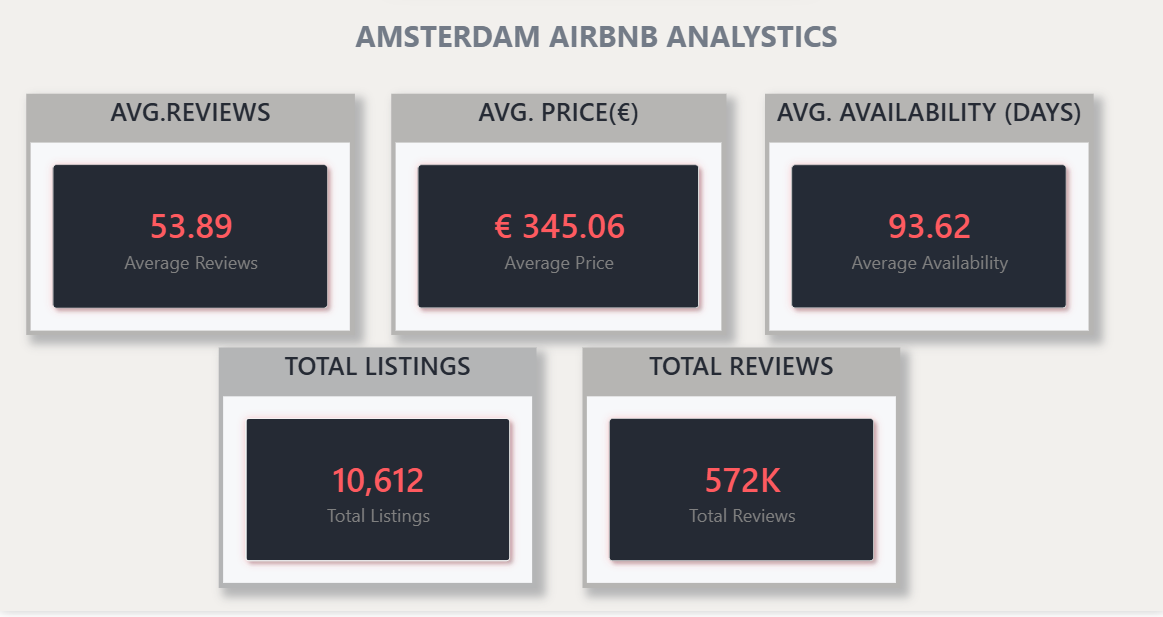 AMSTERDAM AIRBNB ANALYSTICS
AVG.REVIEWS
53.89
Average Reviews
AVG. PRICE(€)
€ 345.06
Average Price
AVG. AVAILABILITY (DAYS)
93.62
Average Availability
TOTAL LISTINGS
10,612
Total Listings
TOTAL REVIEWS
572K
Total Reviews